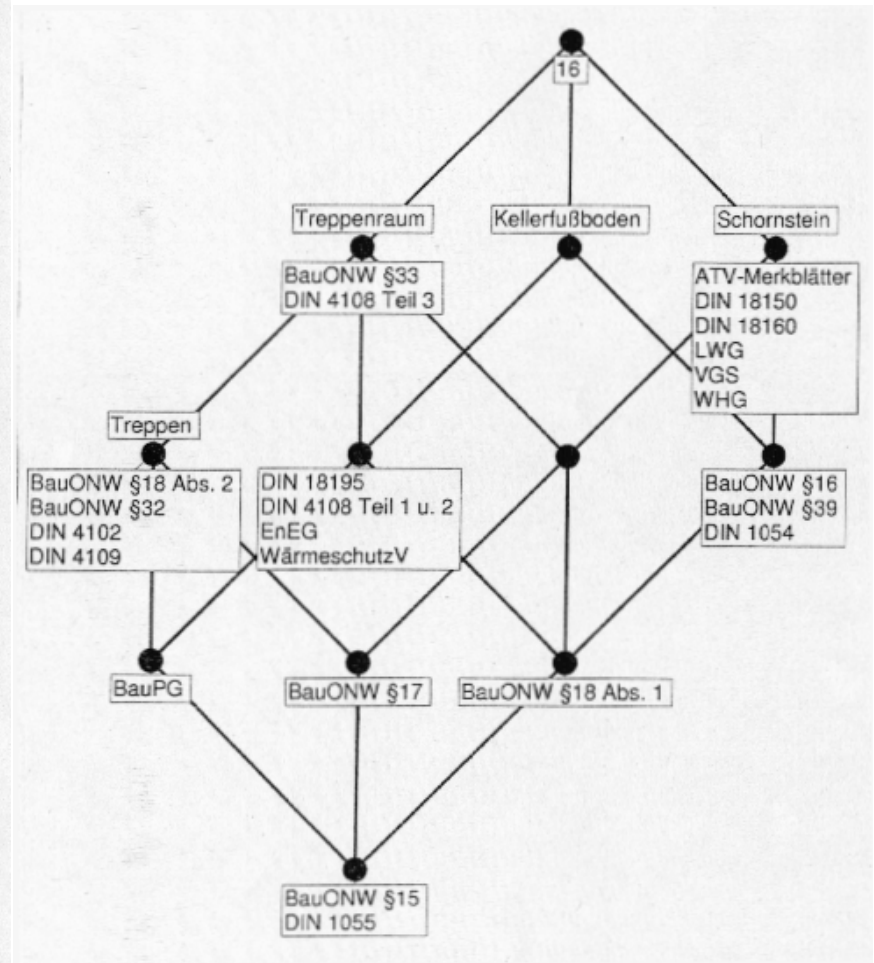 16
Treppenraum
Kellerfußboden
Schornstein
BauONW §33
DIN 4108 Teil 3
ATV-Merkblätter
DIN 18150
DIN 18160
LWG
VGS
WHG
Treppen
BauONW §18 Abs. 2
BauONW §32
DIN 4102
DIN 4109
DIN 18195
DIN 4108 Teil 1 u. 2
EnEG
WärmeschutzV
BauONW §16
BauONW §39
DIN 1054
BauPG
BauONW §17
BauONW §18 Abs. 1
BauONW §15
DIN 1055